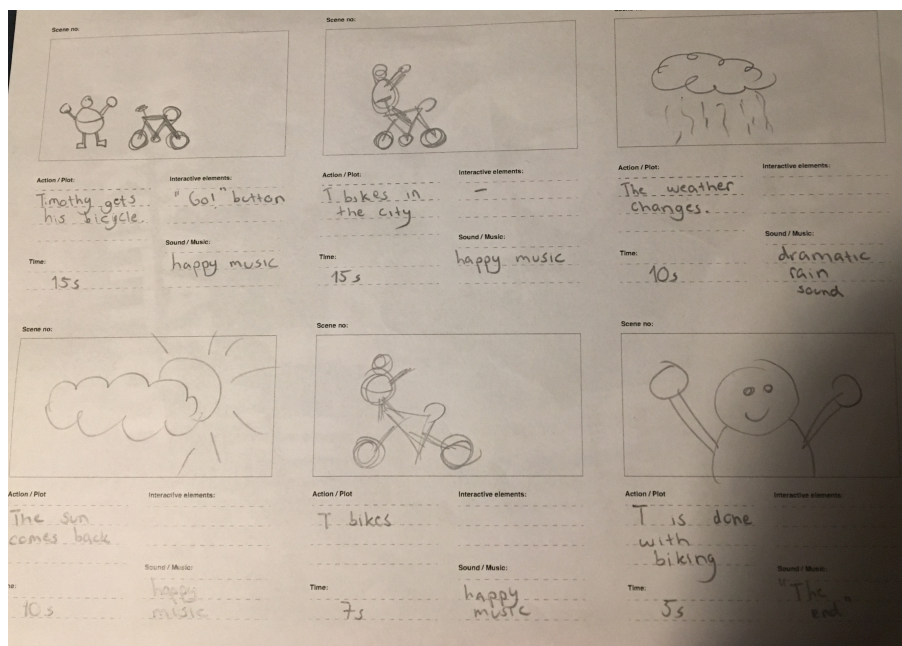 Scene no:
Action / Plot:
Timothy gets
his bicycle.
Interactive elements:
"Go!" button
Sound / Music:
happy music
Time:
15s
Scene no:
Action / Plot:
T bikes in
the city
Interactive elements:
-
Sound / Music:
happy music
Time:
15s
Action / Plot:
The weather
changes.
Interactive elements:
Sound / Music:
dramatic
rain
sound
Time:
10s
Scene no:
Action / Plot
The sun
comes back
Interactive elements:
Sound / Music:
happy
music
10s
Scene no:
Action / Plot
T bikes
Interactive elements:
Sound / Music:
happy
music
Time:
7s
Scene no:
Action / Plot
T is done
with
biking
Interactive elements:
Sound / Music:
"The
end"
Time:
5s